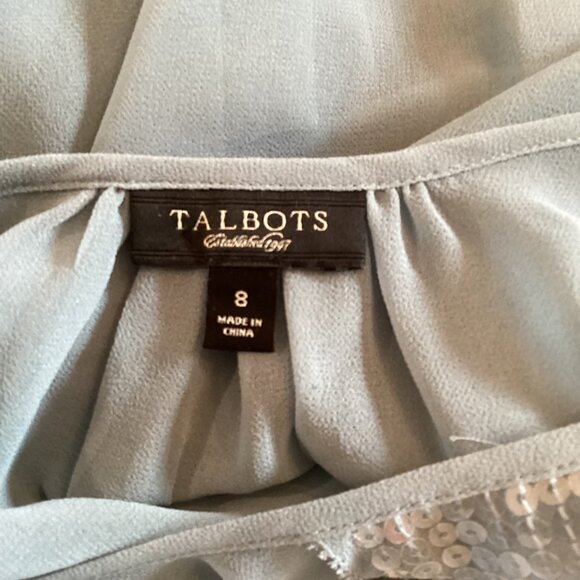 TALBOTS
Established 1947
8
MADE IN
CHINA